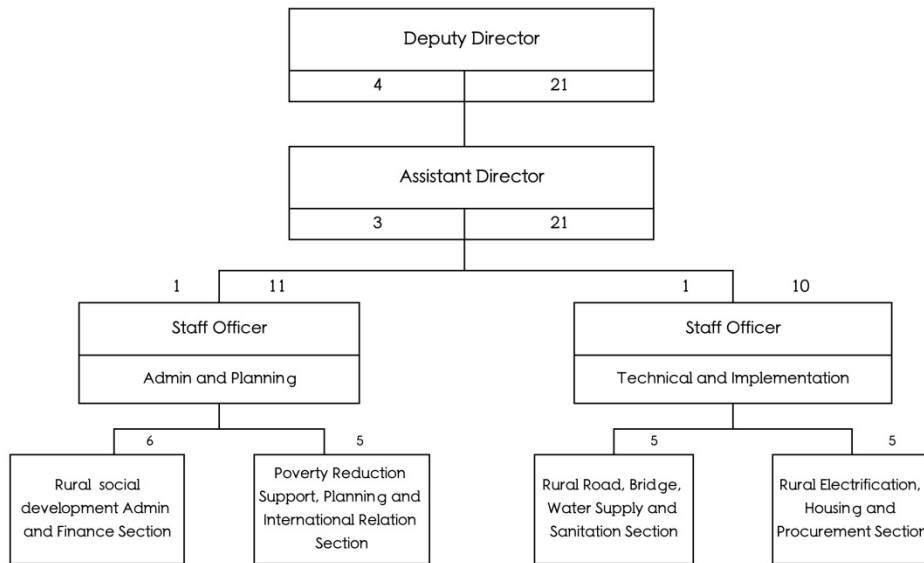 Deputy Director
4 21
Assistant Director
3 21
1 11
Staff Officer
Admin and Planning
1 10
Staff Officer
Technical and Implementation
6
Rural social
development Admin
and Finance Section
5
Poverty Reduction
Support, Planning and
International Relation
Section
5
Rural Road, Bridge,
Water Supply and
Sanitation Section
5
Rural Electrification,
Housing and
Procurement Section